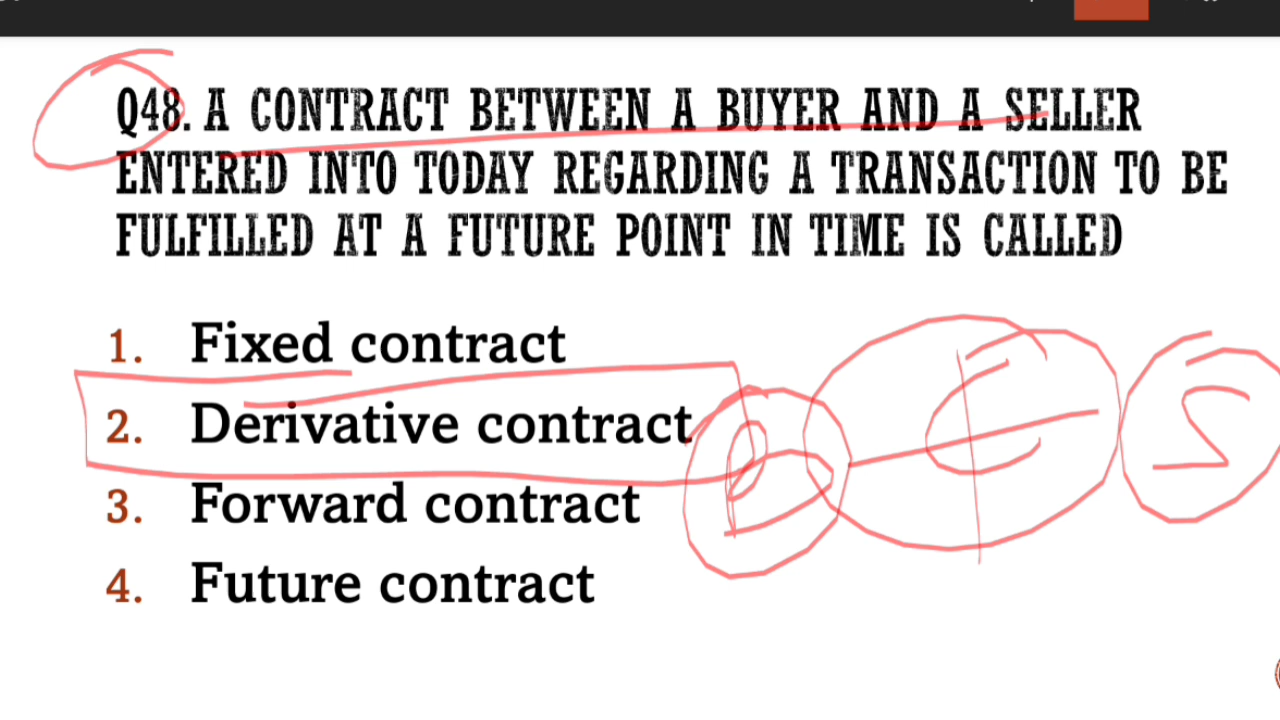 Q48. A CONTRACT BETWEEN A BUYER AND A SELLER
ENTERED INTO TODAY REGARDING A TRANSACTION TO BE
FULFILLED AT A FUTURE POINT IN TIME IS CALLED
1. Fixed contract
2. Derivative contract
3. Forward contract
4. Future contract
B
S